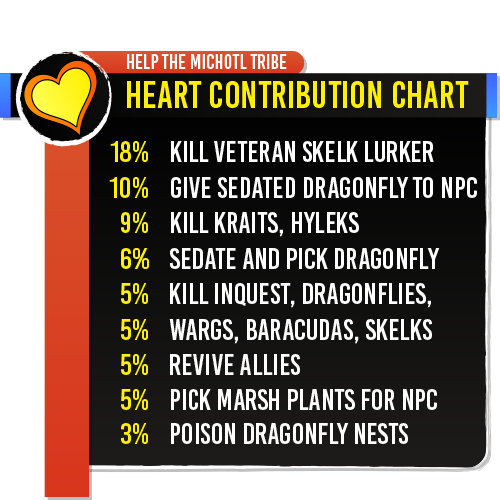 HELP THE MICHOTL TRIBE
HEART CONTRIBUTION CHART
18% KILL VETERAN SKELK LURKER
10% GIVE SEDATED DRAGONFLY TO NPC
9% KILL KRAITS, HYLEKS
6% SEDATE AND PICK DRAGONFLY
5% KILL INQUEST, DRAGONFLIES,
5% WARGS, BARACUDAS, SKELKS
5% REVIVE ALLIES
5% PICK MARSH PLANTS FOR NPC
3% POISON DRAGONFLY NESTS